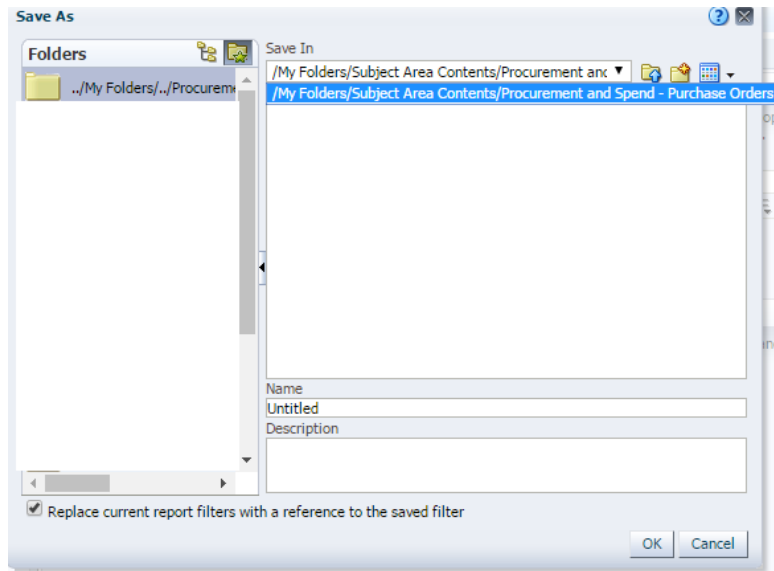 Save As
Folders
Save In
/My Folders/Subject Area Contents/Procurement and
../My Folders/../Procureme
/My Folders/Subject Area Contents/Procurement and Spend - Purchase Orders
Name
Untitled
Description
Replace current report filters with a reference to the saved filter
OK Cancel